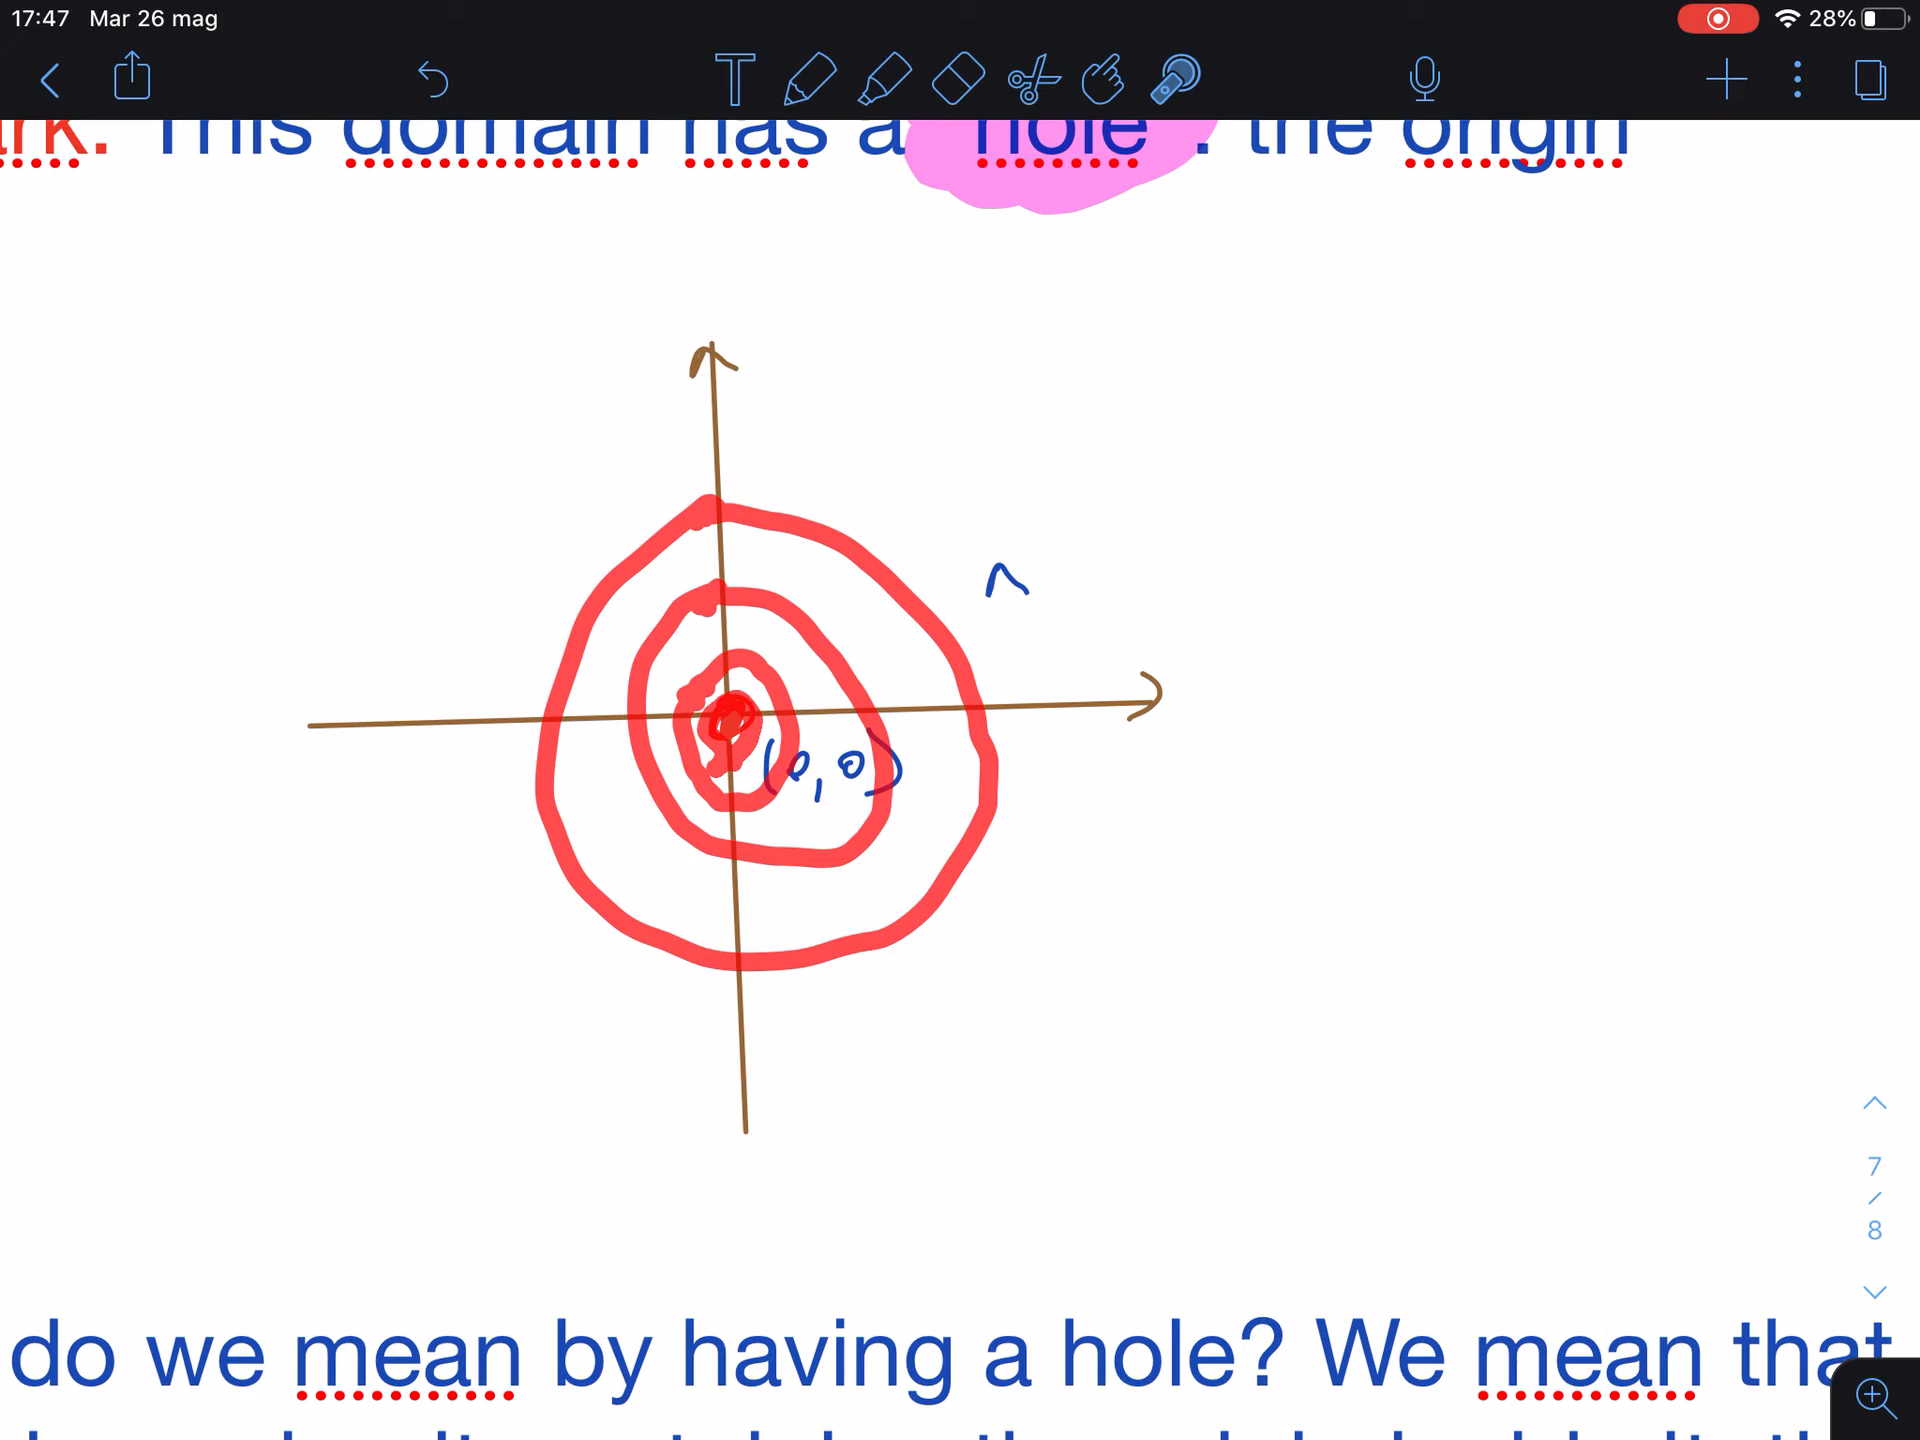 17:47 Mar 26 mag
28%
ark. This domain has a "hole": the origin
(0,0)
7
/
8
do we mean by having a hole? We mean that